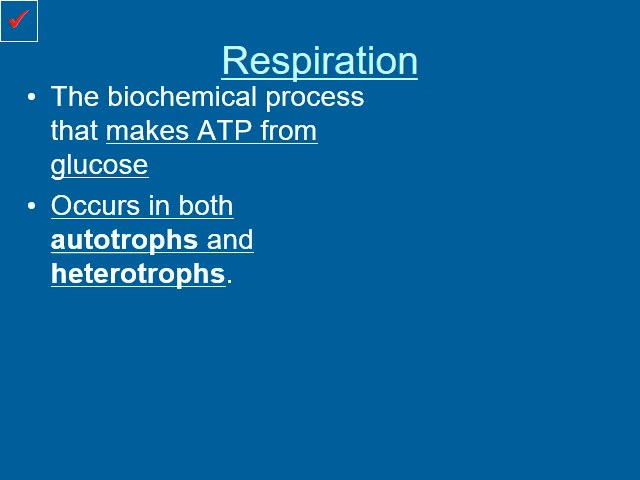 Respiration
• The biochemical process
that makes ATP from
glucose
• Occurs in both
autotrophs and
heterotrophs.